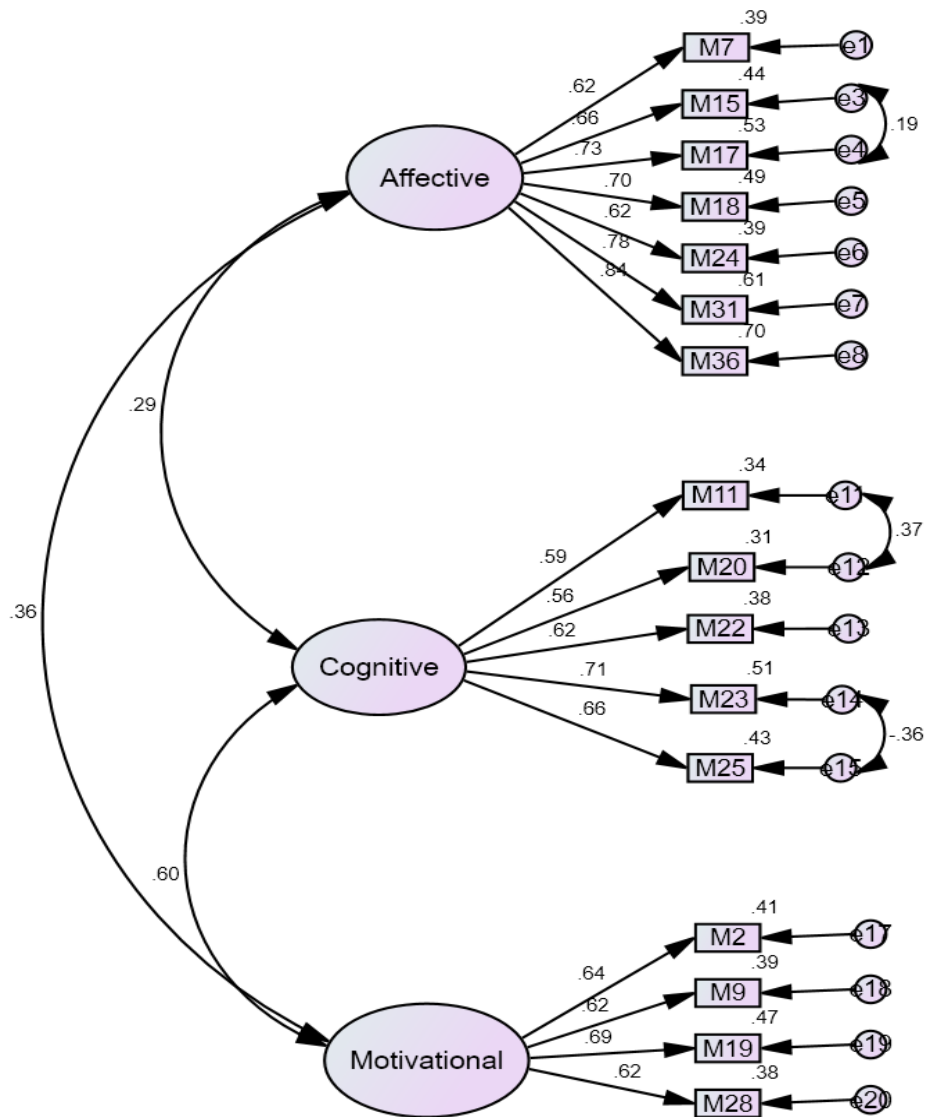 .39
M7
e1
.62
.44
M15
e3
.66
.19
.53
M17
e4
.73
.49
M18
e5
.70
.39
M24
e6
.62
.61
M31
e7
.78
.70
M36
e8
.84
Affective
.29
.36
.34
M11
e11
.59
.37
.31
M20
e12
.56
.38
M22
e13
.62
.51
M23
e14
.71
-.36
.43
M25
e15
.66
Cognitive
.60
.41
M2
e17
.64
.39
M9
e18
.62
.47
M19
e19
.69
.38
M28
e20
.62
Motivational